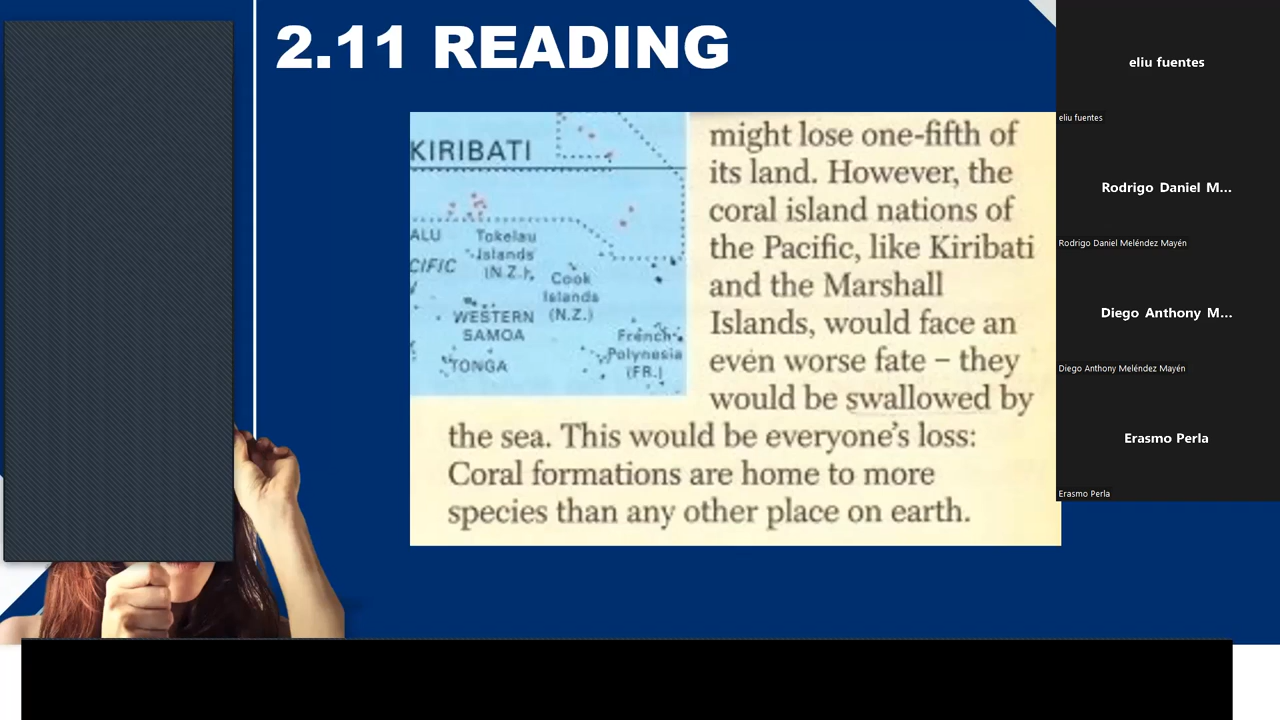 2.11 READING
KIRIBATI
ALU
Tokelau
Islands
(N.Z.)
CIFIC
Cook
Islands
(N.Z.)
WESTERN
SAMOA
French
Polynesia
(FR.)
TONGA
might lose one-fifth of
its land. However, the
coral island nations of
the Pacific, like Kiribati
and the Marshall
Islands, would face an
even worse fate – they
would be swallowed by
the sea. This would be everyone's loss:
Coral formations are home to more
species than any other place on earth.
eliu fuentes
eliu fuentes
Rodrigo Daniel M...
Rodrigo Daniel Meléndez Mayén
Diego Anthony M...
Diego Anthony Meléndez Mayén
Erasmo Perla
Erasmo Perla